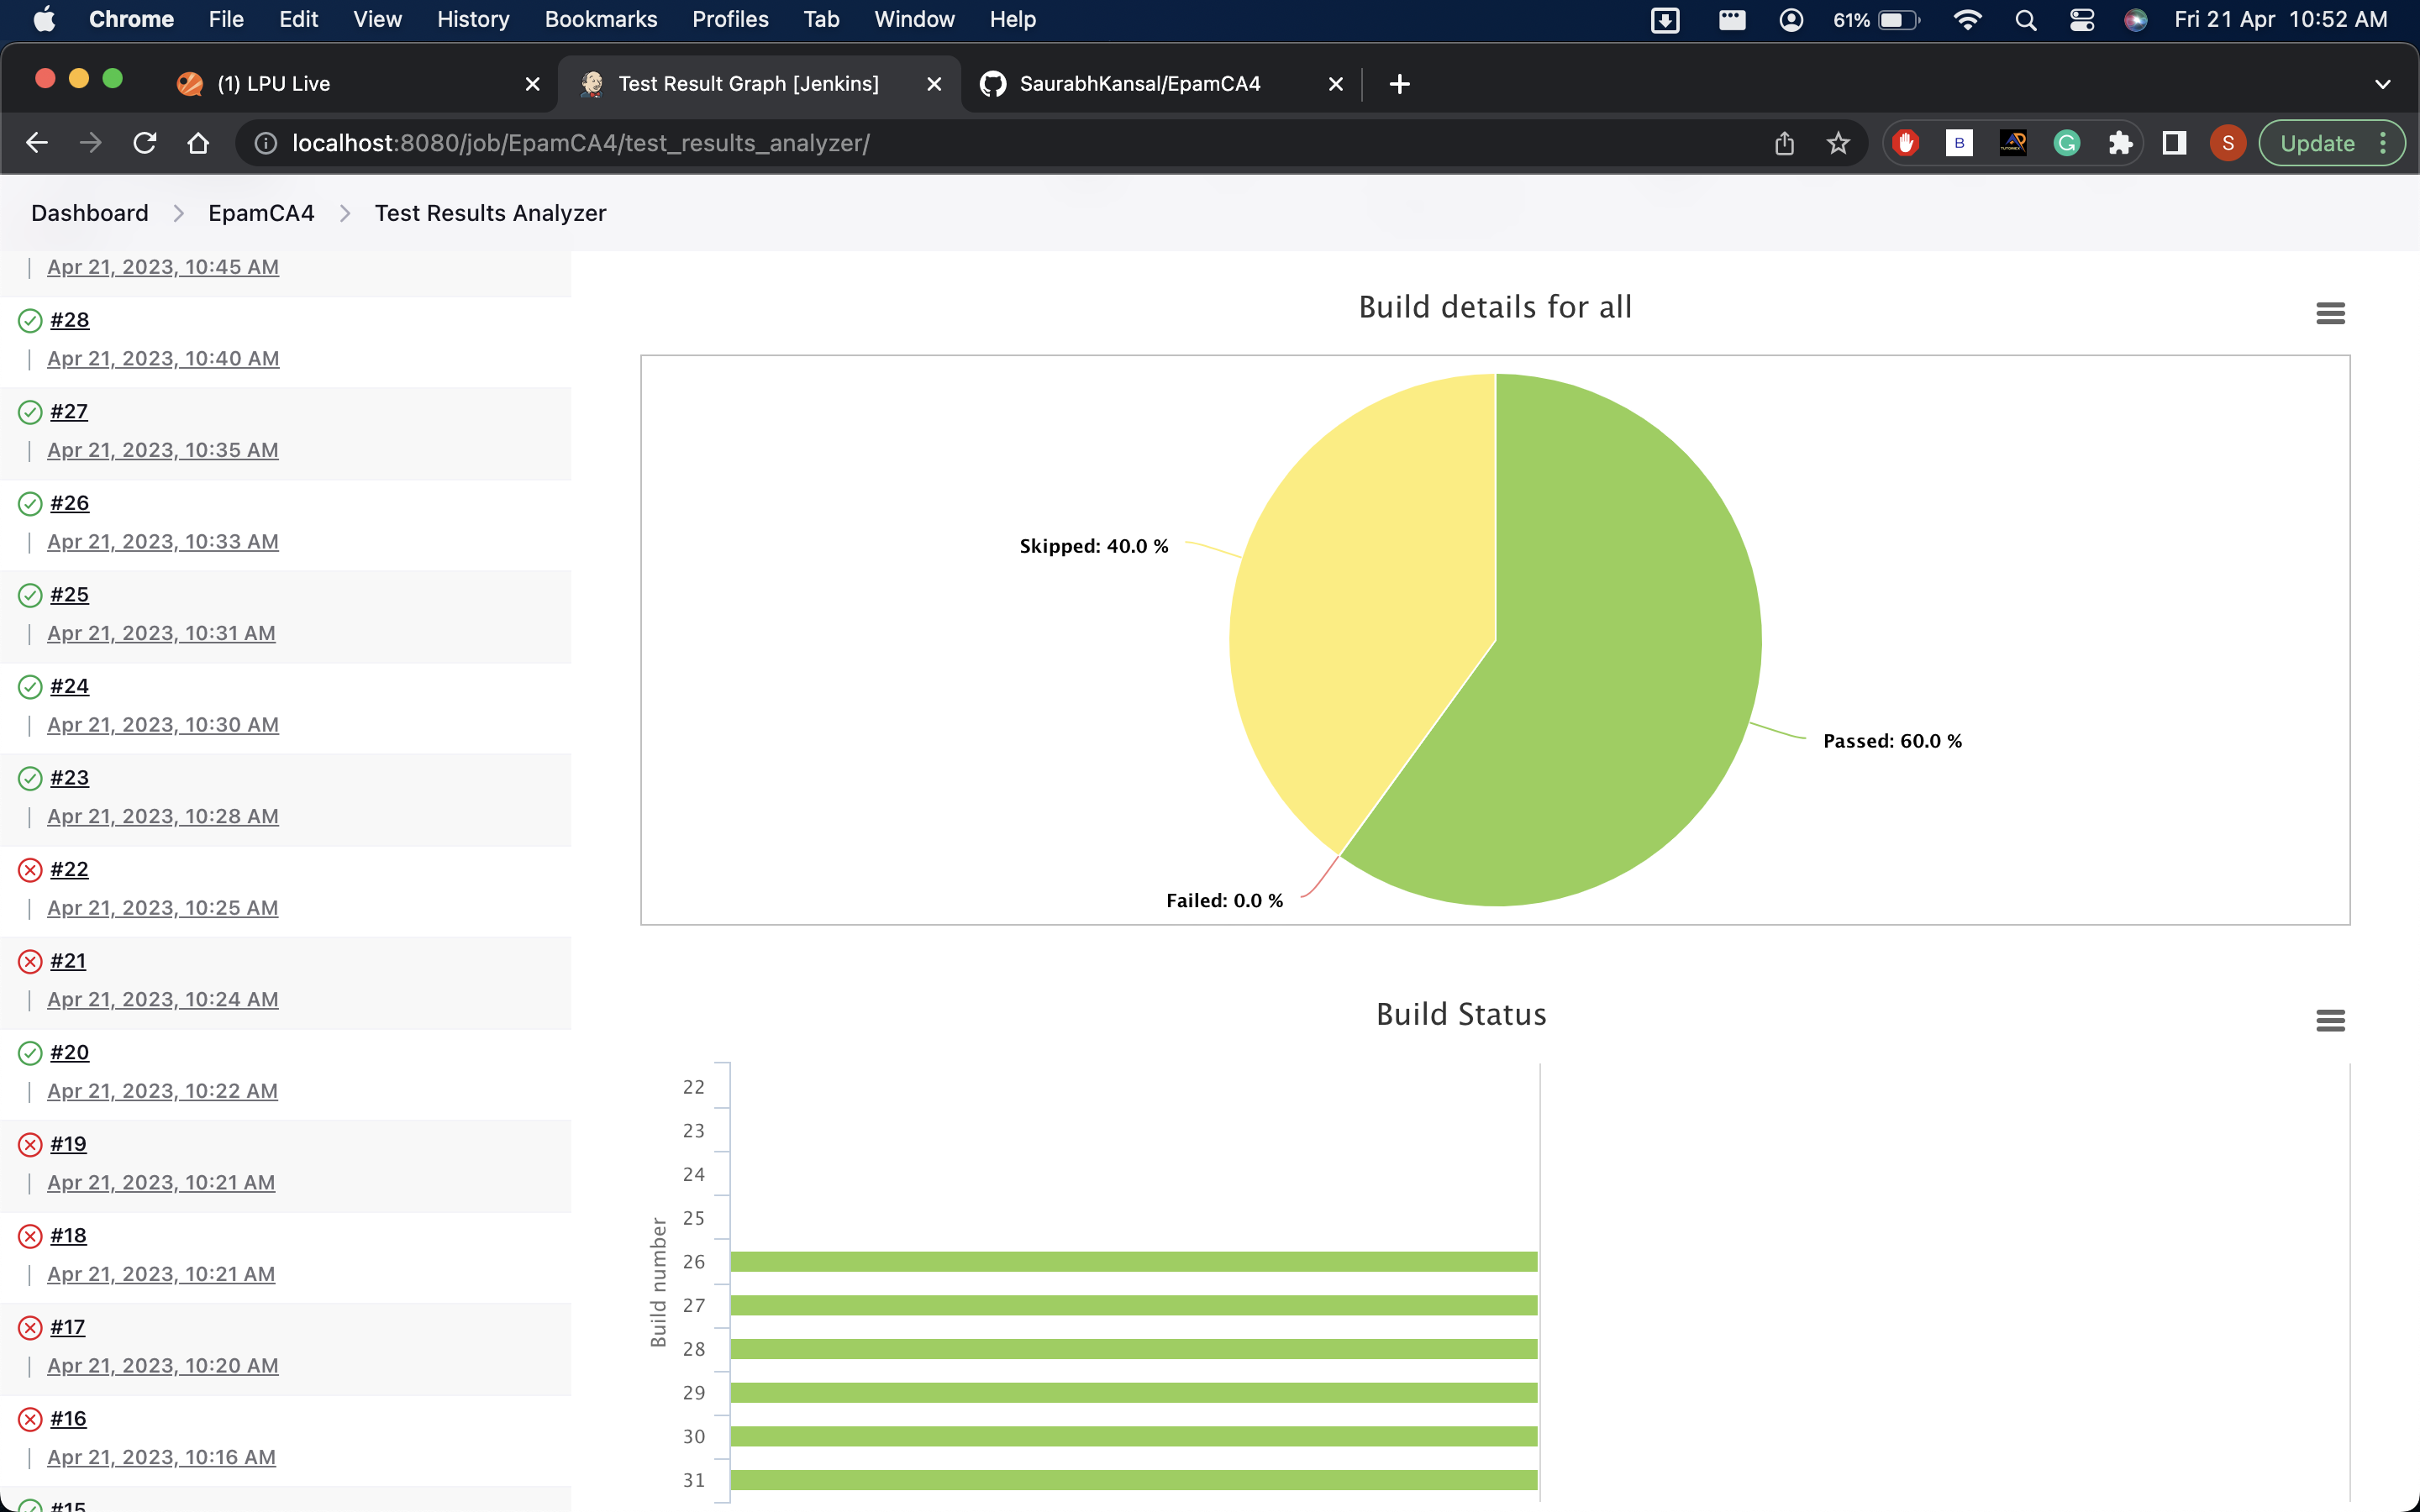 Chrome File Edit View History Bookmarks Profiles Tab Window Help 61% Fri 21 Apr 10:52 AM
(1) LPU Live Test Result Graph [Jenkins] SaurabhKansal/EpamCA4
localhost:8080/job/EpamCA4/test_results_analyzer/ B G S Update
Dashboard EpamCA4 Test Results Analyzer
Apr 21, 2023, 10:45 AM
#28
Apr 21, 2023, 10:40 AM
#27
Apr 21, 2023, 10:35 AM
#26
Apr 21, 2023, 10:33 AM
#25
Apr 21, 2023, 10:31 AM
#24
Apr 21, 2023, 10:30 AM
#23
Apr 21, 2023, 10:28 AM
#22
Apr 21, 2023, 10:25 AM
#21
Apr 21, 2023, 10:24 AM
#20
Apr 21, 2023, 10:22 AM
#19
Apr 21, 2023, 10:21 AM
#18
Apr 21, 2023, 10:21 AM
#17
Apr 21, 2023, 10:20 AM
#16
Apr 21, 2023, 10:16 AM
#15
Build details for all
Skipped: 40.0 %
Passed: 60.0 %
Failed: 0.0 %
Build Status
Build number
22
23
24
25
26
27
28
29
30
31